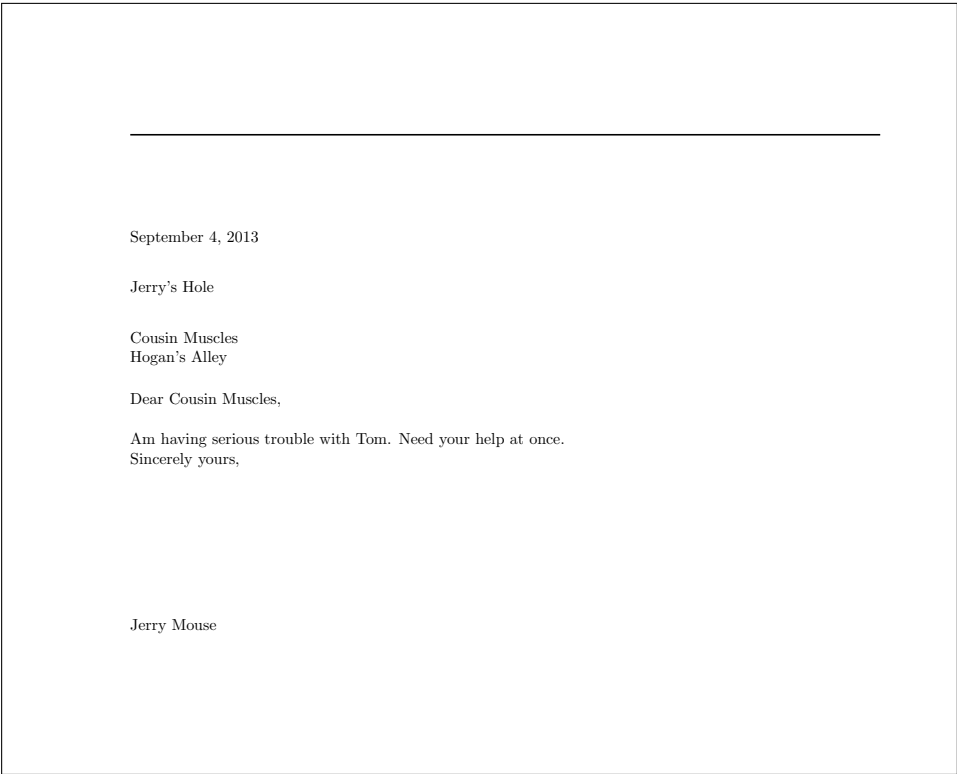 September 4, 2013
Jerry's Hole
Cousin Muscles
Hogan's Alley
Dear Cousin Muscles,
Am having serious trouble with Tom. Need your help at once.
Sincerely yours,
Jerry Mouse